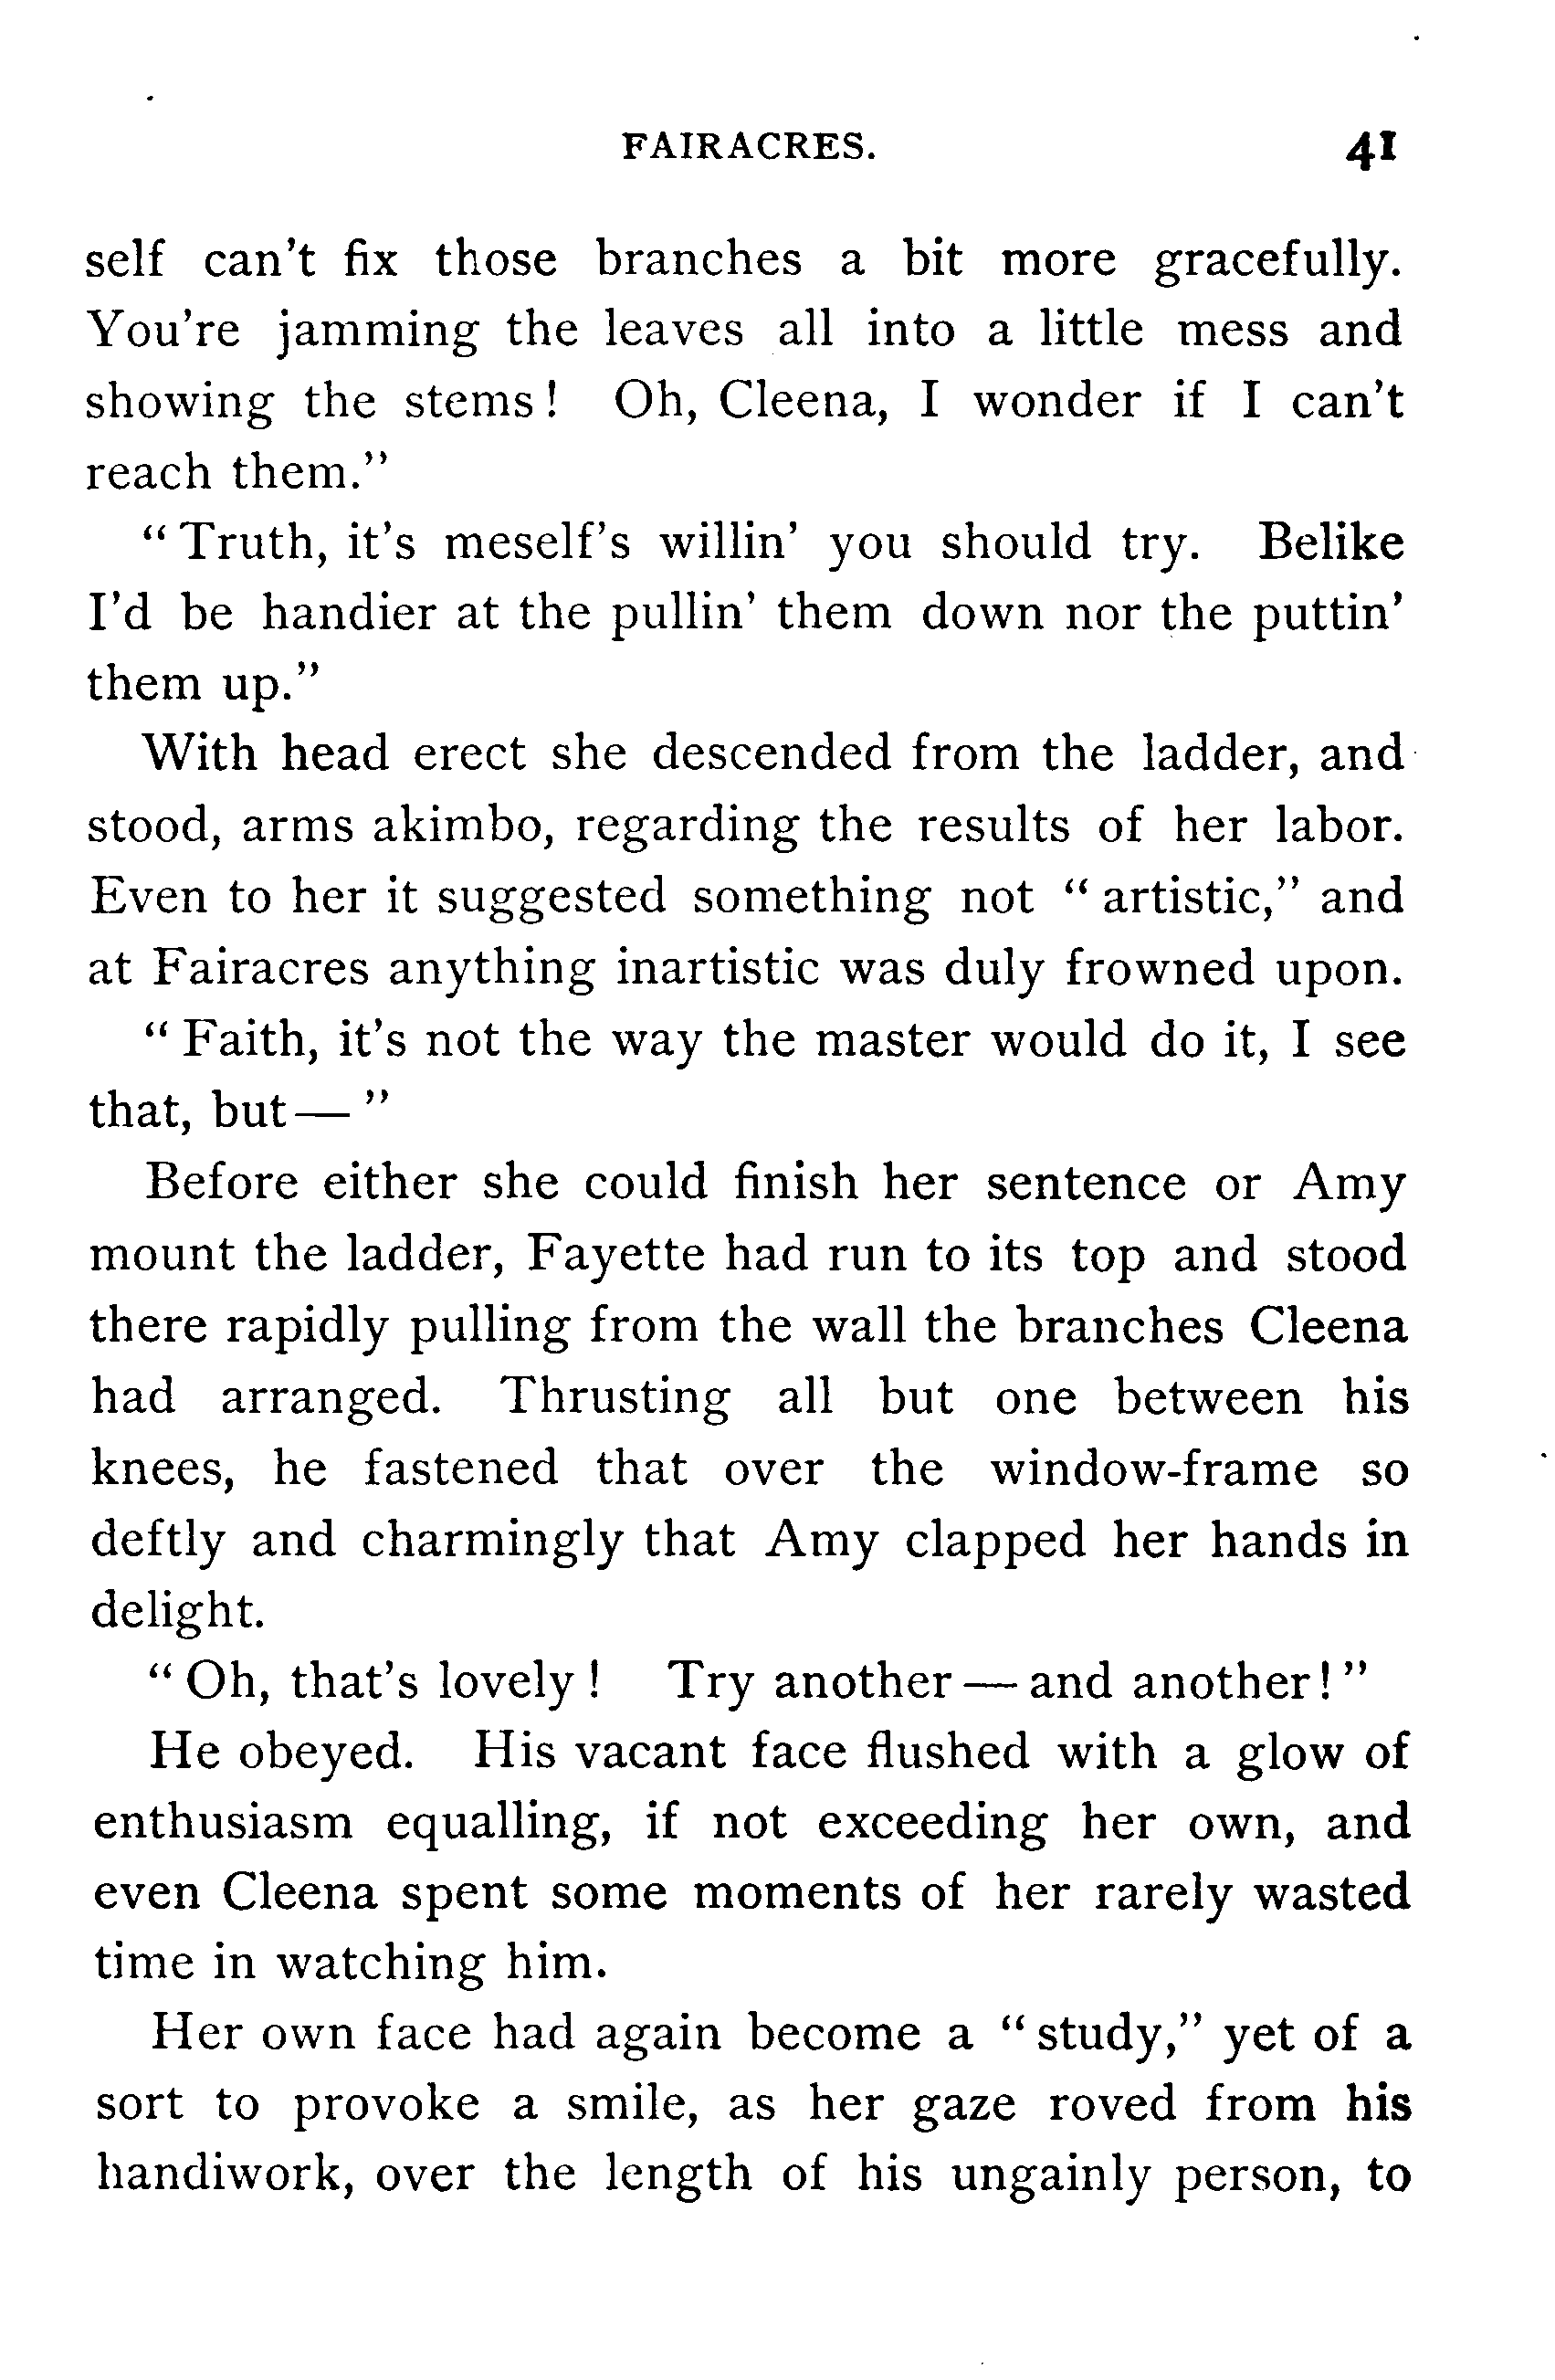 FAIRACRES. 41
self can't fix those branches a bit more gracefully.
You're jamming the leaves all into a little mess and
showing the stems! Oh, Cleena, I wonder if I can't
reach them."
"Truth, it's meself's willin' you should try. Belike
I'd be handier at the pullin' them down nor the puttin'
them up."
With head erect she descended from the ladder, and
stood, arms akimbo, regarding the results of her labor.
Even to her it suggested something not "artistic," and
at Fairacres anything inartistic was duly frowned upon.
"Faith, it's not the way the master would do it, I see
that, but—"
Before either she could finish her sentence or Amy
mount the ladder, Fayette had run to its top and stood
there rapidly pulling from the wall the branches Cleena
had arranged. Thrusting all but one between his
knees, he fastened that over the window-frame so
deftly and charmingly that Amy clapped her hands in
delight.
"Oh, that's lovely! Try another—and another!"
He obeyed. His vacant face flushed with a glow of
enthusiasm equalling, if not exceeding her own, and
even Cleena spent some moments of her rarely wasted
time in watching him.
Her own face had again become a "study," yet of a
sort to provoke a smile, as her gaze roved from his
handiwork, over the length of his ungainly person, to